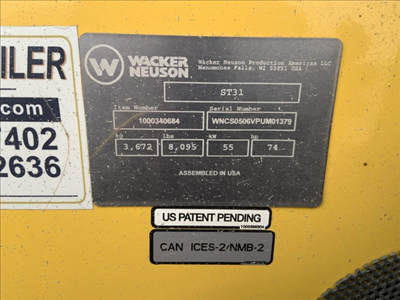 ILER
.com
402
2636
WACKER
NEUSON
Wacker Neuson Production Americas LLC
Menomonee Falls, WI 53051 USA
ST31
Item Number
Serial Number
1000340684
WNCS0506VPUM01379
kg
lbs
kW
hp
3,672
8,095
55
74
ASSEMBLED IN USA
US PATENT PENDING
CAN ICES-2/NMB-2